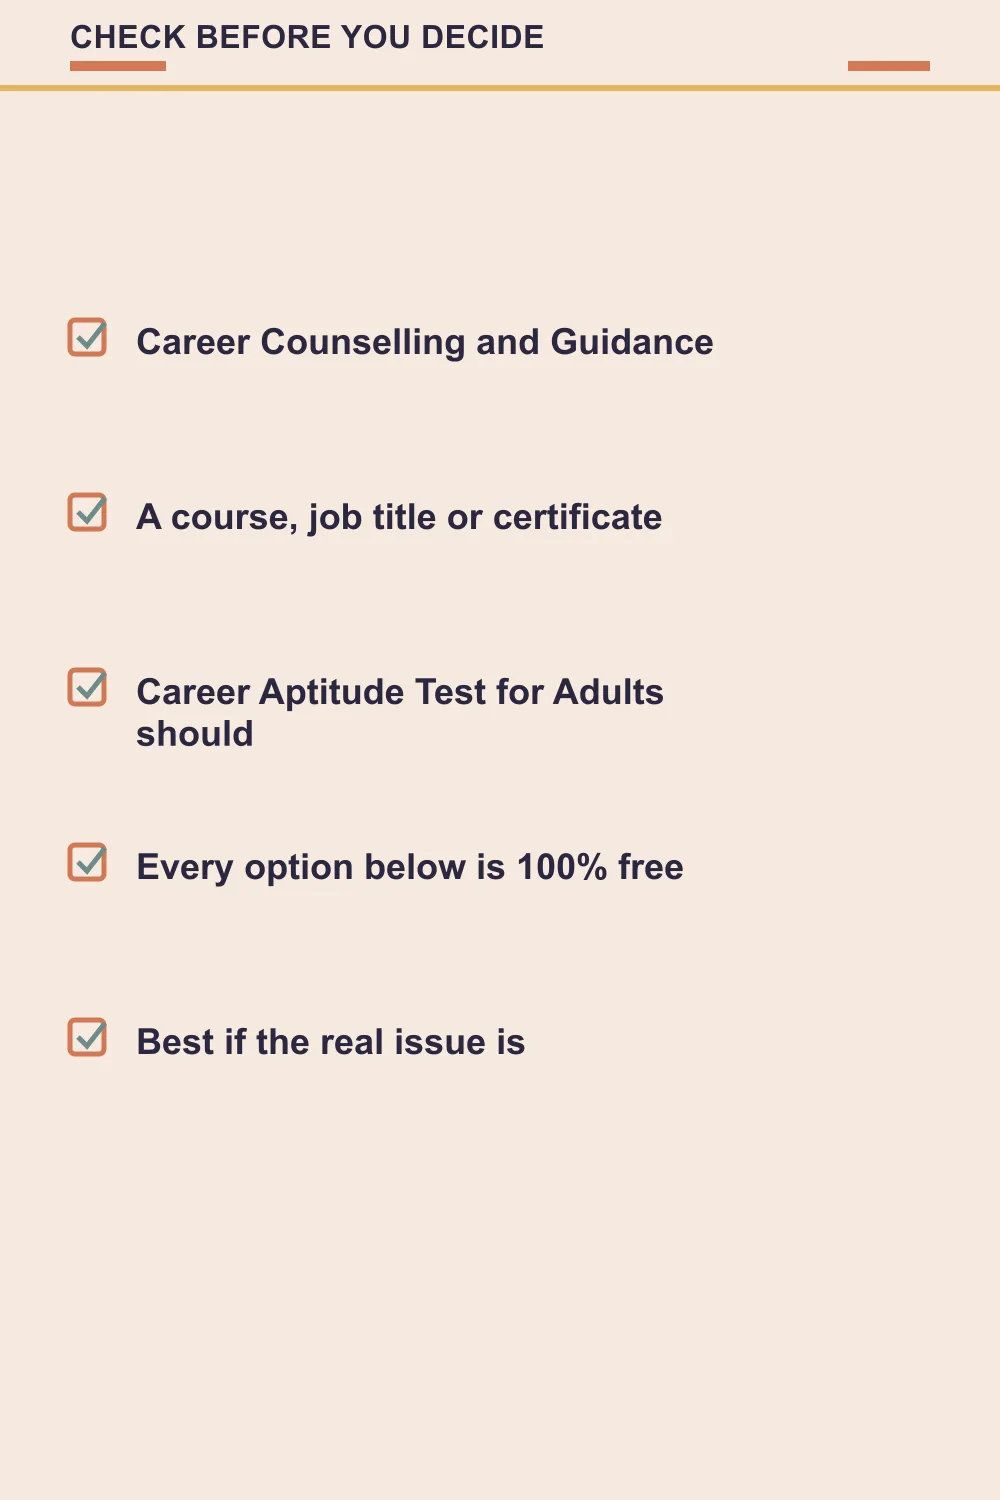 CHECK BEFORE YOU DECIDE
Career Counselling and Guidance
A course, job title or certificate
Career Aptitude Test for Adults
should
Every option below is 100% free
Best if the real issue is